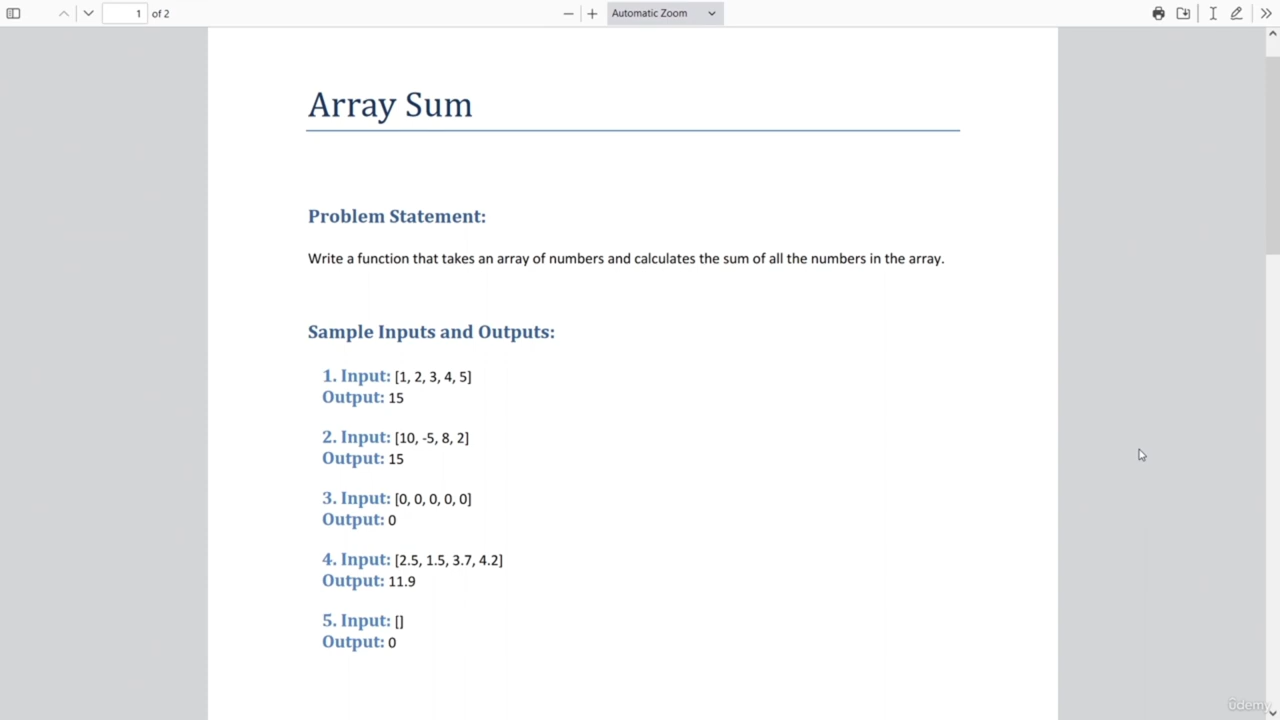 1 of 2
Automatic Zoom
Array Sum
Problem Statement:
Write a function that takes an array of numbers and calculates the sum of all the numbers in the array.
Sample Inputs and Outputs:
1. Input: [1, 2, 3, 4, 5]
Output: 15
2. Input: [10, -5, 8, 2]
Output: 15
3. Input: [0, 0, 0, 0, 0]
Output: 0
4. Input: [2.5, 1.5, 3.7, 4.2]
Output: 11.9
5. Input: []
Output: 0
ûdemy